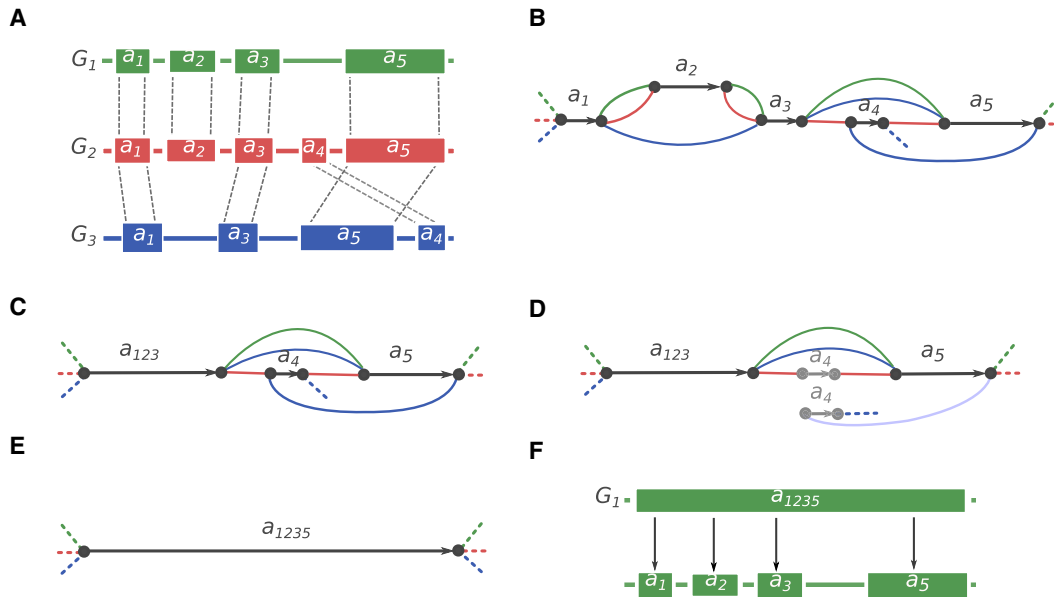 A
G1 a1 a2 a3 a5
G2 a1 a2 a3 a4 a5
G3 a1 a3 a5 a4
B
a1 a2 a3 a4 a5
C
a123 a4 a5
D
a123 a4 a5
a4
E
a1235
F
G1 a1235
a1 a2 a3 a5